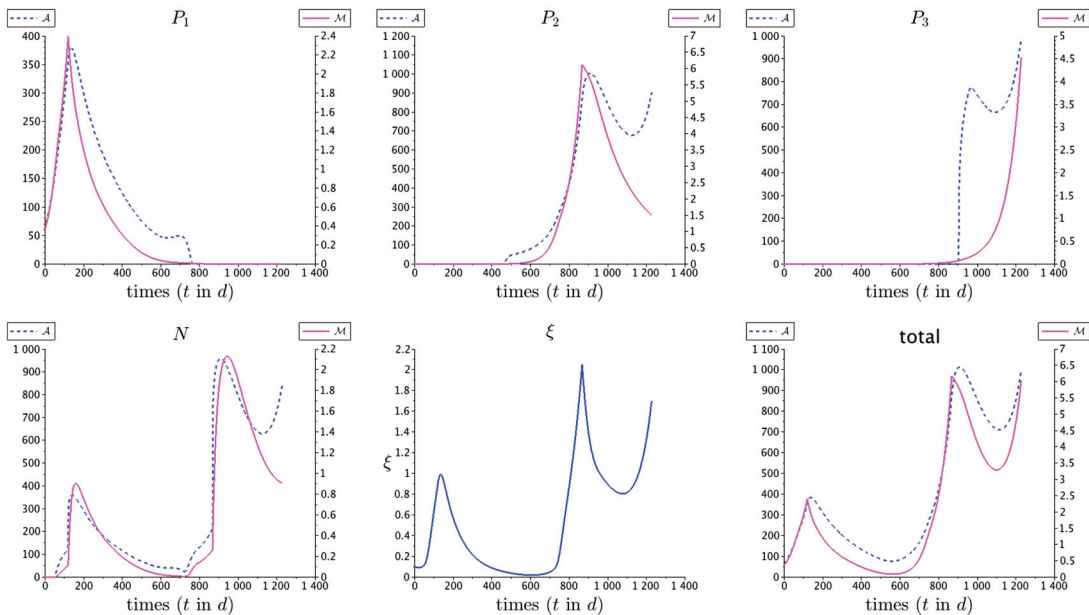 A P₁ M
400 350 300 250 200 150 100 50 0
2.4 2.2 2 1.8 1.6 1.4 1.2 1 0.8 0.6 0.4 0.2 0
0 200 400 600 800 1 000 1 200 1 400
times (t in d)
A P₂ M
1 200 1 100 1 000 900 800 700 600 500 400 300 200 100 0
7 6.5 6 5.5 5 4.5 4 3.5 3 2.5 2 1.5 1 0.5 0
0 200 400 600 800 1 000 1 200 1 400
times (t in d)
A P₃ M
1 000 900 800 700 600 500 400 300 200 100 0
5 4.5 4 3.5 3 2.5 2 1.5 1 0.5 0
0 200 400 600 800 1 000 1 200 1 400
times (t in d)
A N M
1 000 900 800 700 600 500 400 300 200 100 0
2.2 2 1.8 1.6 1.4 1.2 1 0.8 0.6 0.4 0.2 0
0 200 400 600 800 1 000 1 200 1 400
times (t in d)
ξ
ξ
2.2 2 1.8 1.6 1.4 1.2 1 0.8 0.6 0.4 0.2 0
0 200 400 600 800 1 000 1 200 1 400
times (t in d)
A total M
1 100 1 000 900 800 700 600 500 400 300 200 100 0
7 6.5 6 5.5 5 4.5 4 3.5 3 2.5 2 1.5 1 0.5 0
0 200 400 600 800 1 000 1 200 1 400
times (t in d)